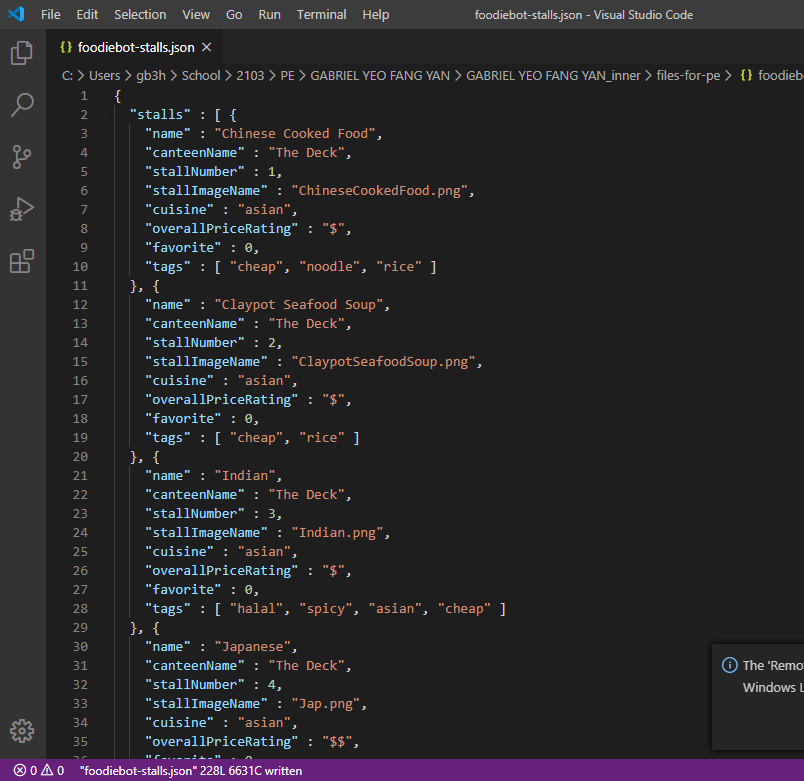 File Edit Selection View Go Run Terminal Help foodiebot-stalls.json - Visual Studio Code
{} foodiebot-stalls.json ×
C: > Users > gb3h > School > 2103 > PE > GABRIEL YEO FANG YAN > GABRIEL YEO FANG YAN_inner > files-for-pe > {} foodieb
1 {
2 "stalls" : [ {
3 "name" : "Chinese Cooked Food",
4 "canteenName" : "The Deck",
5 "stallNumber" : 1,
6 "stallImageName" : "ChineseCookedFood.png",
7 "cuisine" : "asian",
8 "overallPriceRating" : "$",
9 "favorite" : 0,
10 "tags" : [ "cheap", "noodle", "rice" ]
11 }, {
12 "name" : "Claypot Seafood Soup",
13 "canteenName" : "The Deck",
14 "stallNumber" : 2,
15 "stallImageName" : "ClaypotSeafoodSoup.png",
16 "cuisine" : "asian",
17 "overallPriceRating" : "$",
18 "favorite" : 0,
19 "tags" : [ "cheap", "rice" ]
20 }, {
21 "name" : "Indian",
22 "canteenName" : "The Deck",
23 "stallNumber" : 3,
24 "stallImageName" : "Indian.png",
25 "cuisine" : "asian",
26 "overallPriceRating" : "$",
27 "favorite" : 0,
28 "tags" : [ "halal", "spicy", "asian", "cheap" ]
29 }, {
30 "name" : "Japanese",
31 "canteenName" : "The Deck",
32 "stallNumber" : 4,
33 "stallImageName" : "Jap.png",
34 "cuisine" : "asian",
35 "overallPriceRating" : "$$",
The 'Remo
Windows L
0 0 "foodiebot-stalls.json" 228L 6631C written